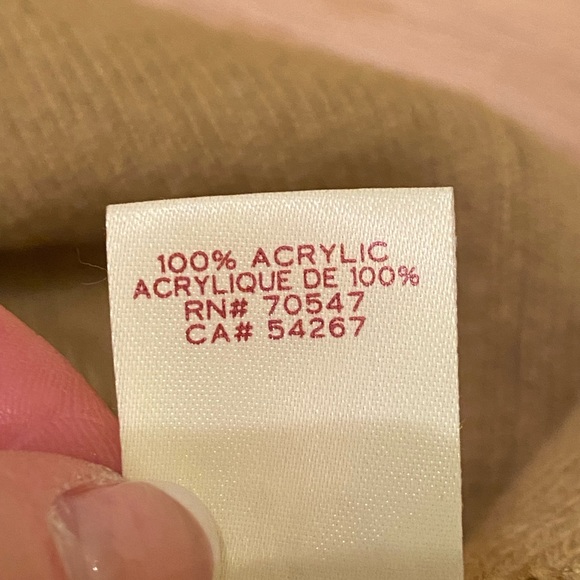 100% ACRYLIC
ACRYLIQUE DE 100%
RN# 70547
CA# 54267